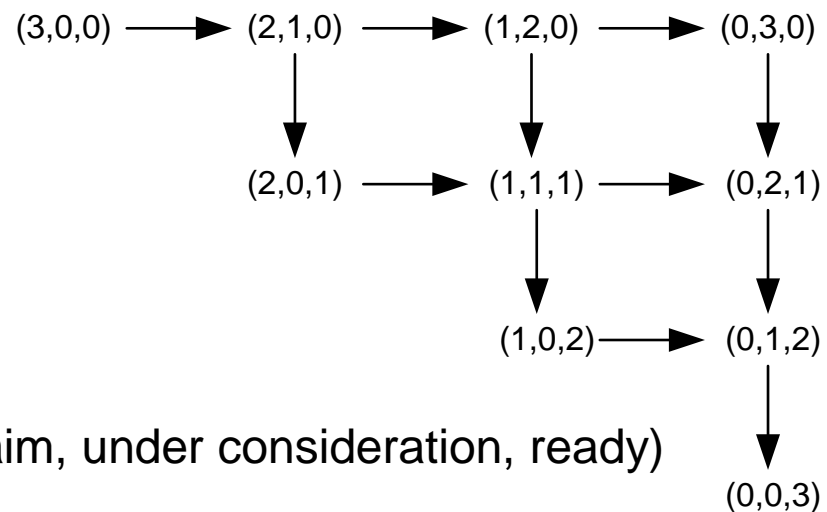 (3,0,0) (2,1,0) (1,2,0) (0,3,0)
(2,0,1) (1,1,1) (0,2,1)
(1,0,2) (0,1,2)
under consideration, ready)
(0,0,3)